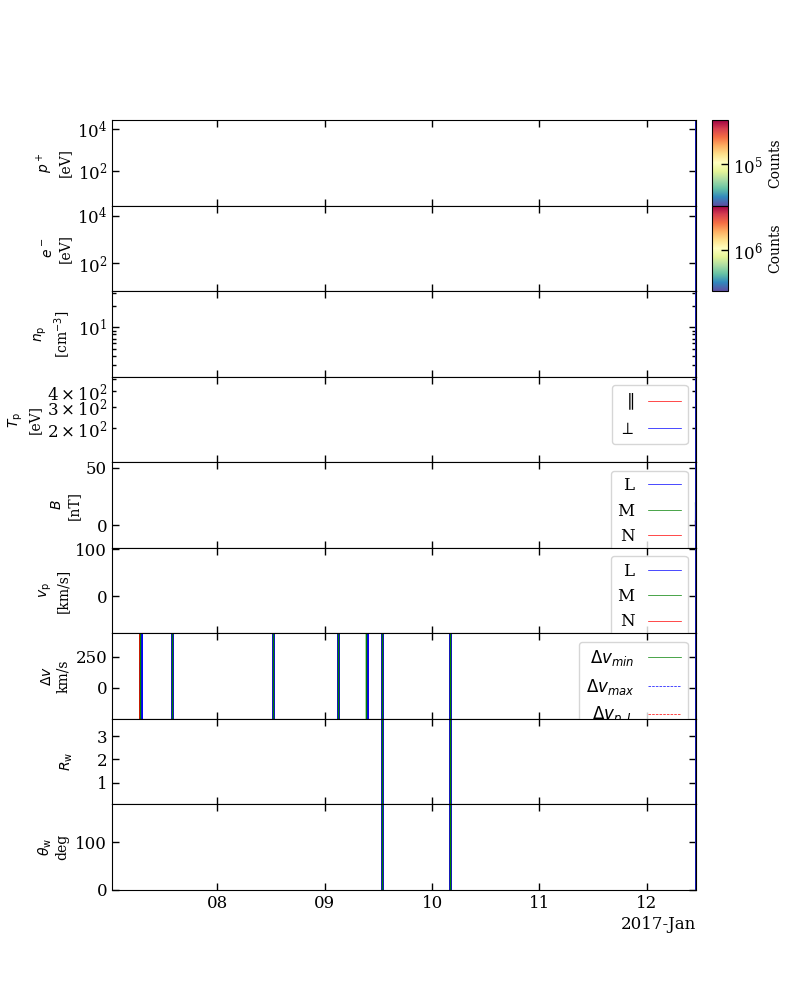 10^4
10^2
p^+
[eV]
10^5
Counts
10^4
10^2
e^-
[eV]
10^6
Counts
10^1
n_p
[cm^-3]
4 × 10^2
3 × 10^2
2 × 10^2
T_p
[eV]
∥
⊥
50
0
B
[nT]
L
M
N
100
0
v_p
[km/s]
L
M
N
250
0
Δv
km/s
Δv_min
Δv_max
3
2
1
R_w
100
0
θ_w
deg
08 09 10 11 12
2017-Jan